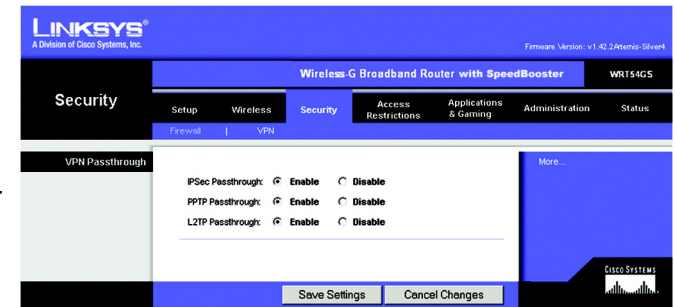 LINKSYS®
A Division of Cisco Systems, Inc.
Firmware Version: v1.42.2Artemis-Silver4
Wireless-G Broadband Router with SpeedBooster WRT54GS
Security
Setup Wireless Security Access Restrictions Applications & Gaming Administration Status
Firewall | VPN
VPN Passthrough
More...
IPSec Passthrough: Enable Disable
PPTP Passthrough: Enable Disable
L2TP Passthrough: Enable Disable
CISCO SYSTEMS
Save Settings Cancel Changes